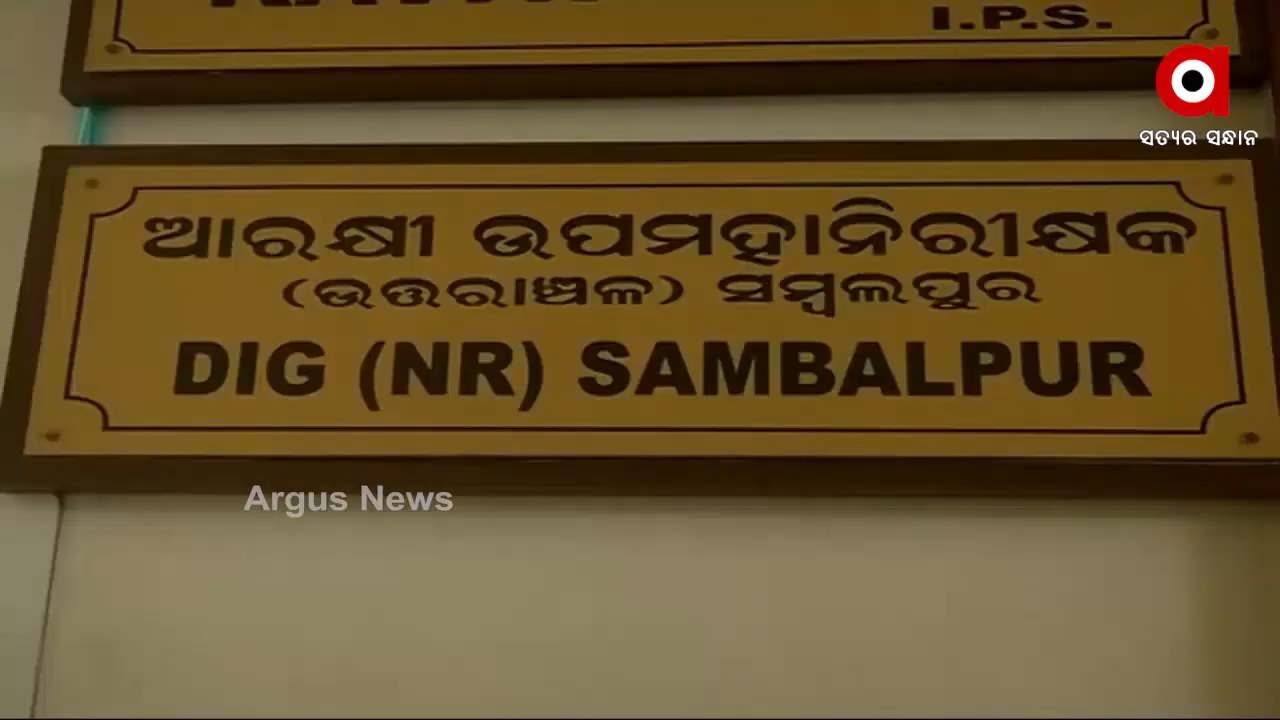 I.P.S.
ସତ୍ୟର ସନ୍ଧାନ
ଆରକ୍ଷୀ ଉପମହାନିରୀକ୍ଷକ
(ଉତ୍ତରାଞ୍ଚଳ) ସମ୍ବଲପୁର
DIG (NR) SAMBALPUR
Argus News